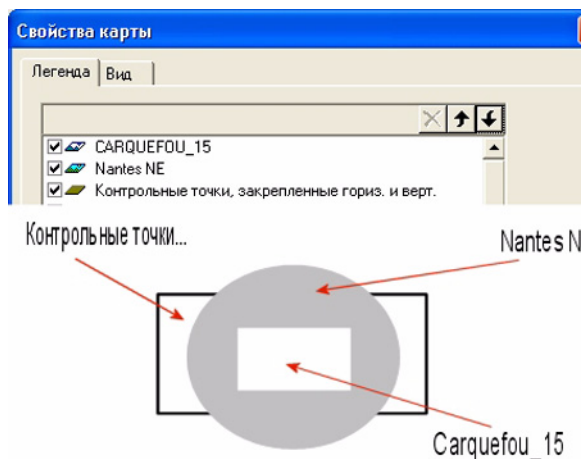 Свойства карты
Легенда Вид
CARQUEFOU_15
Nantes NE
Контрольные точки, закрепленные гориз. и верт.
Контрольные точки...
Nantes N
Carquefou_15